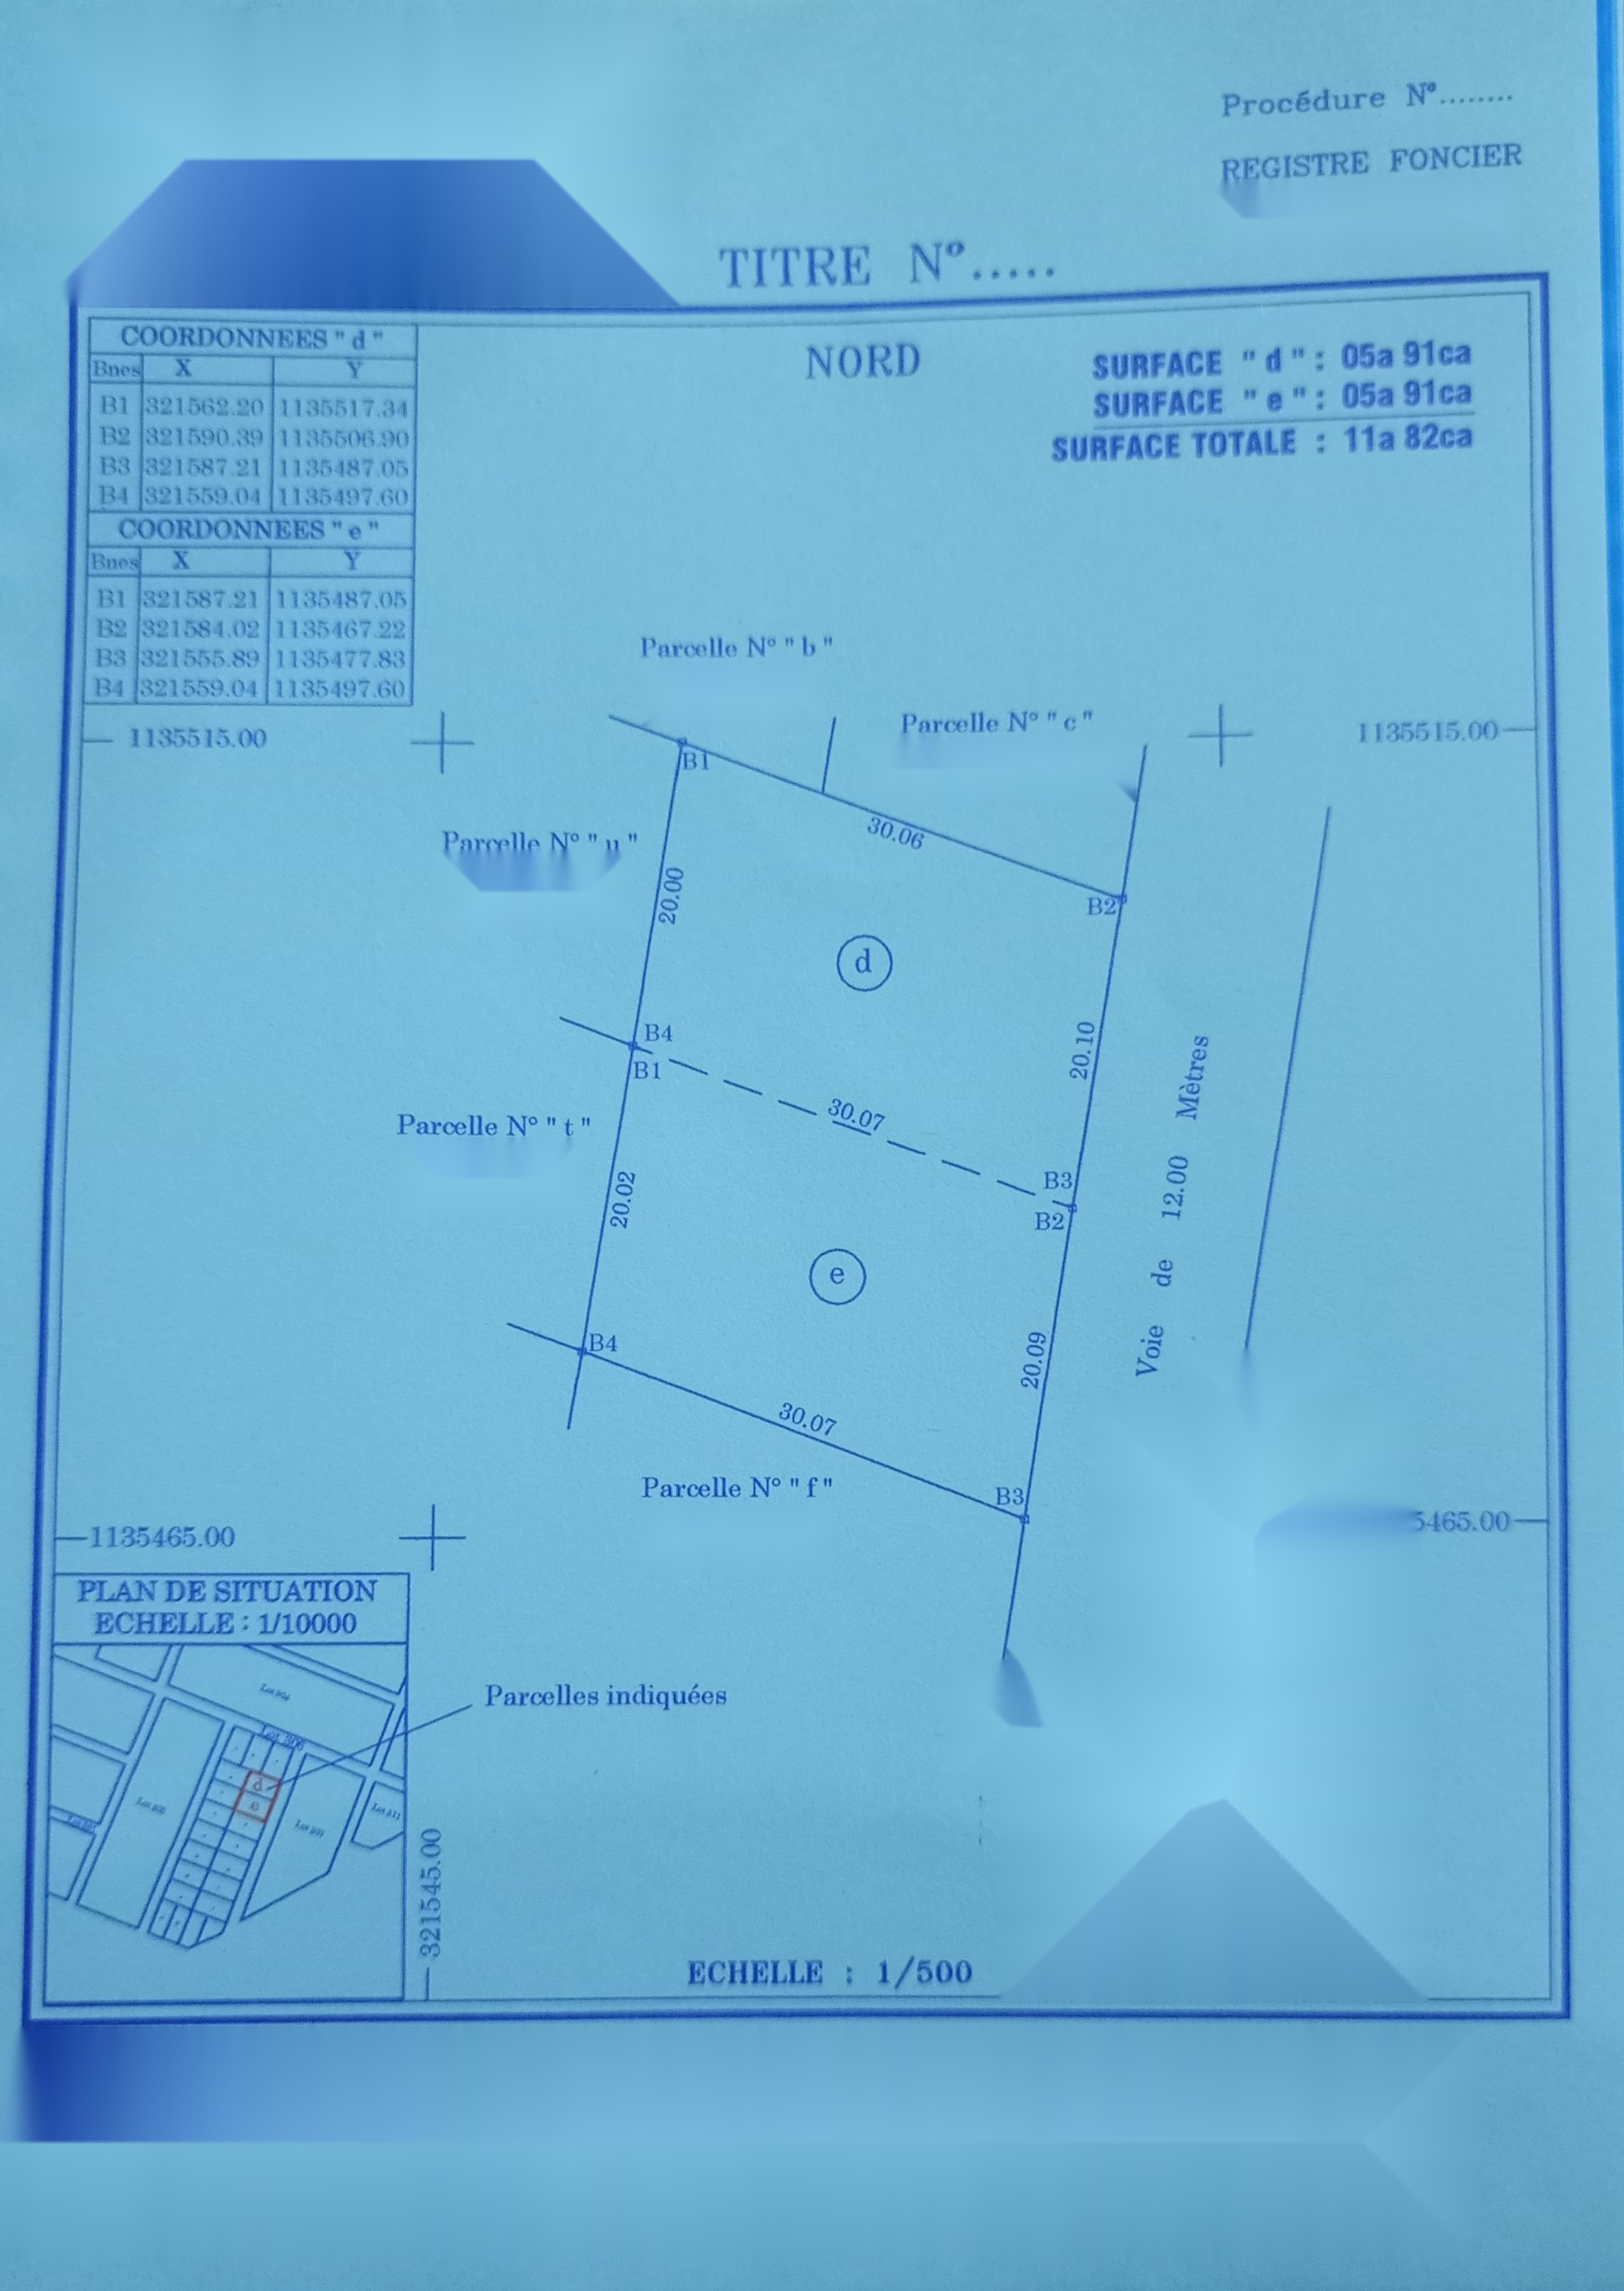 Procédure N°........
REGISTRE FONCIER
TITRE N°.....
COORDONNEES " d "
Bnes X Y
B1 321562.20 1135517.34
B2 321590.39 1135506.90
B3 321587.21 1135487.05
B4 321559.04 1135497.60
COORDONNEES " e "
Bnes X Y
B1 321587.21 1135487.05
B2 321584.02 1135467.22
B3 321555.89 1135477.83
B4 321559.04 1135497.60
NORD
SURFACE " d " : 05a 91ca
SURFACE " e " : 05a 91ca
SURFACE TOTALE : 11a 82ca
Parcelle N° " b "
Parcelle N° " c "
1135515.00
1135515.00
B1
30.06
Parcelle N° " u "
20.00
B2
d
B4
B1
20.10
30.07
Parcelle N° " t "
B3
B2
20.02
Voie de 12.00 Mètres
e
B4
20.09
30.07
Parcelle N° " f "
B3
1135465.00
5465.00
PLAN DE SITUATION
ECHELLE : 1/10000
Parcelles indiquées
d
e
321545.00
ECHELLE : 1/500